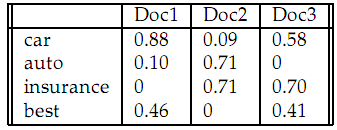 Doc1 Doc2 Doc3
car 0.88 0.09 0.58
auto 0.10 0.71 0
insurance 0 0.71 0.70
best 0.46 0 0.41